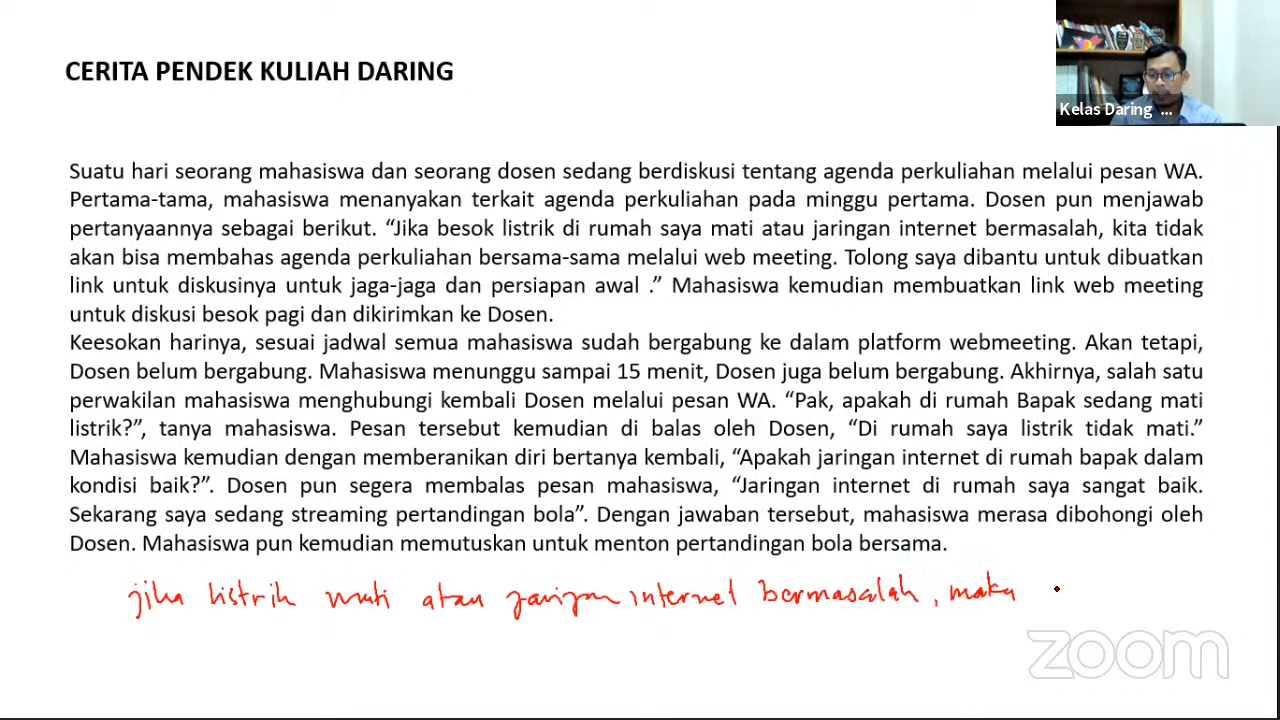 CERITA PENDEK KULIAH DARING
Kelas Daring ...
Suatu hari seorang mahasiswa dan seorang dosen sedang berdiskusi tentang agenda perkuliahan melalui pesan WA.
Pertama-tama, mahasiswa menanyakan terkait agenda perkuliahan pada minggu pertama. Dosen pun menjawab
pertanyaannya sebagai berikut. “Jika besok listrik di rumah saya mati atau jaringan internet bermasalah, kita tidak
akan bisa membahas agenda perkuliahan bersama-sama melalui web meeting. Tolong saya dibantu untuk dibuatkan
link untuk diskusinya untuk jaga-jaga dan persiapan awal .” Mahasiswa kemudian membuatkan link web meeting
untuk diskusi besok pagi dan dikirimkan ke Dosen.
Keesokan harinya, sesuai jadwal semua mahasiswa sudah bergabung ke dalam platform webmeeting. Akan tetapi,
Dosen belum bergabung. Mahasiswa menunggu sampai 15 menit, Dosen juga belum bergabung. Akhirnya, salah satu
perwakilan mahasiswa menghubungi kembali Dosen melalui pesan WA. “Pak, apakah di rumah Bapak sedang mati
listrik?”, tanya mahasiswa. Pesan tersebut kemudian di balas oleh Dosen, “Di rumah saya listrik tidak mati.”
Mahasiswa kemudian dengan memberanikan diri bertanya kembali, “Apakah jaringan internet di rumah bapak dalam
kondisi baik?”. Dosen pun segera membalas pesan mahasiswa, “Jaringan internet di rumah saya sangat baik.
Sekarang saya sedang streaming pertandingan bola”. Dengan jawaban tersebut, mahasiswa merasa dibohongi oleh
Dosen. Mahasiswa pun kemudian memutuskan untuk menton pertandingan bola bersama.
jika listrik mati atau jaringan internet bermasalah, maka
zoom